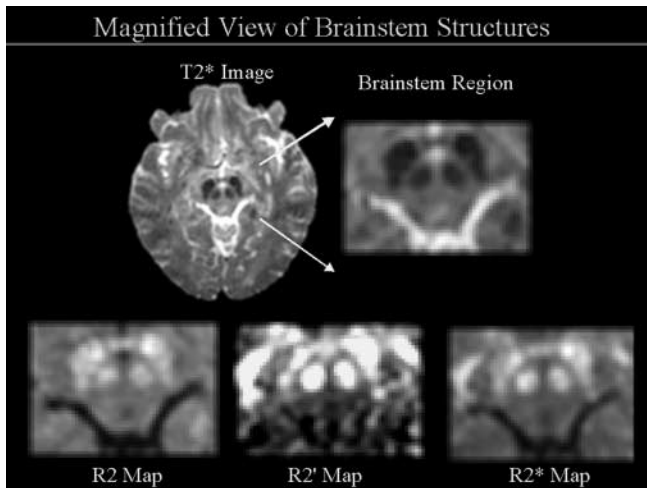 Magnified View of Brainstem Structures
T2* Image
Brainstem Region
R2 Map
R2' Map
R2* Map